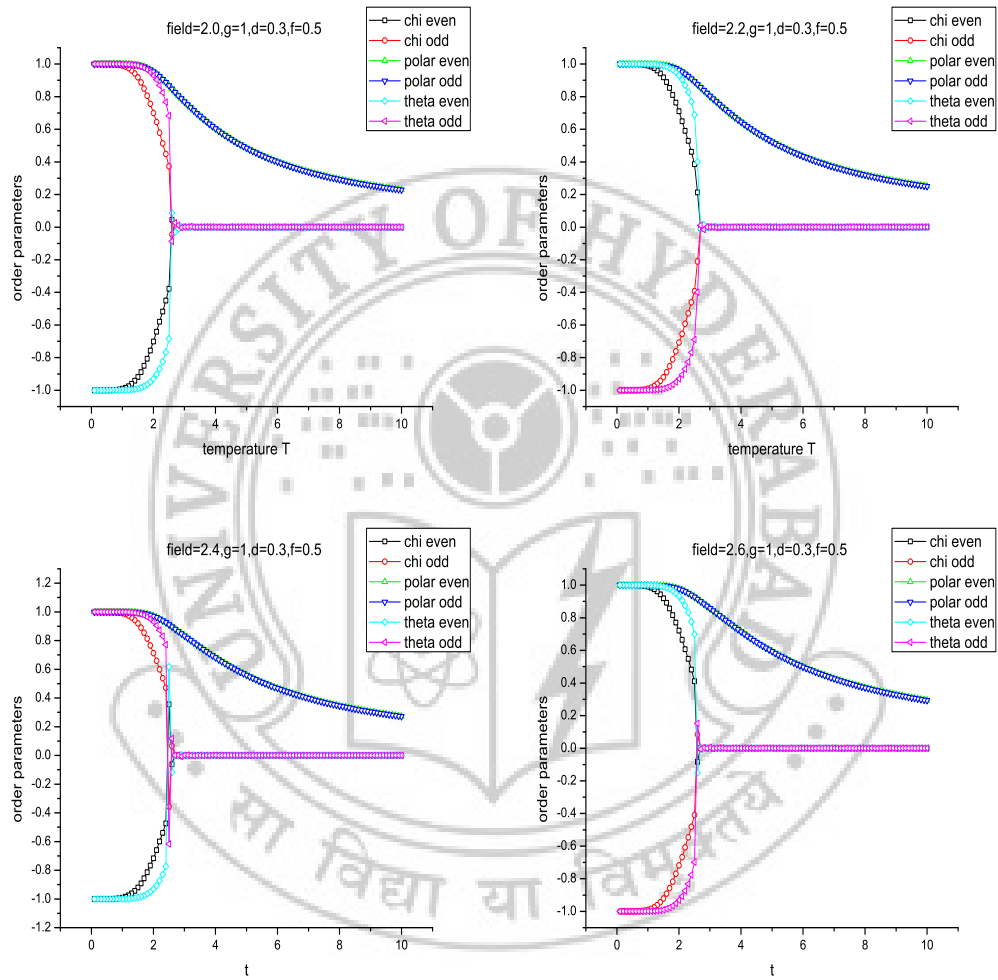 field=2.0,g=1,d=0.3,f=0.5
chi even
chi odd
polar even
polar odd
theta even
theta odd
order parameters
1.0
0.8
0.6
0.4
0.2
0.0
-0.2
-0.4
-0.6
-0.8
-1.0
0 2 4 6 8 10
temperature T
field=2.2,g=1,d=0.3,f=0.5
chi even
chi odd
polar even
polar odd
theta even
theta odd
order parameters
1.0
0.8
0.6
0.4
0.2
0.0
-0.2
-0.4
-0.6
-0.8
-1.0
0 2 4 6 8 10
temperature T
field=2.4,g=1,d=0.3,f=0.5
chi even
chi odd
polar even
polar odd
theta even
theta odd
order parameters
1.2
1.0
0.8
0.6
0.4
0.2
0.0
-0.2
-0.4
-0.6
-0.8
-1.0
-1.2
0 2 4 6 8 10
t
field=2.6,g=1,d=0.3,f=0.5
chi even
chi odd
polar even
polar odd
theta even
theta odd
order parameters
1.0
0.8
0.6
0.4
0.2
0.0
-0.2
-0.4
-0.6
-0.8
-1.0
0 2 4 6 8 10
t
UNIVERSITY OF HYDERABAD
सा विद्या या विमुक्तये